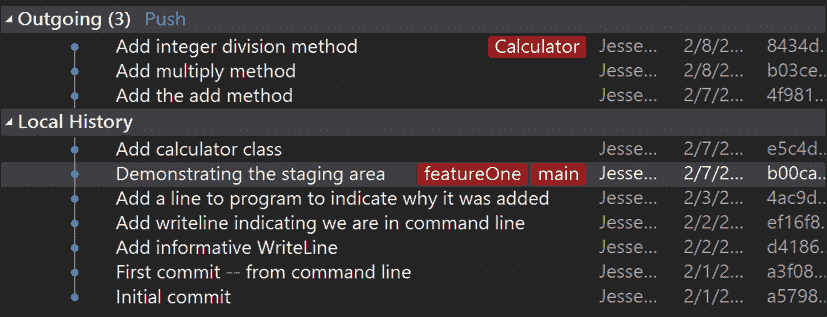 Outgoing (3) Push
Add integer division method Calculator Jesse... 2/8/2... 8434d...
Add multiply method Jesse... 2/8/2... b03ce...
Add the add method Jesse... 2/7/2... 4f981...
Local History
Add calculator class Jesse... 2/7/2... e5c4d...
Demonstrating the staging area featureOne main Jesse... 2/7/2... b00ca...
Add a line to program to indicate why it was added Jesse... 2/3/2... 4ac9d...
Add writeline indicating we are in command line Jesse... 2/2/2... ef16f8...
Add informative WriteLine Jesse... 2/2/2... d4186...
First commit -- from command line Jesse... 2/1/2... a3f08...
Initial commit Jesse... 2/1/2... a5798...